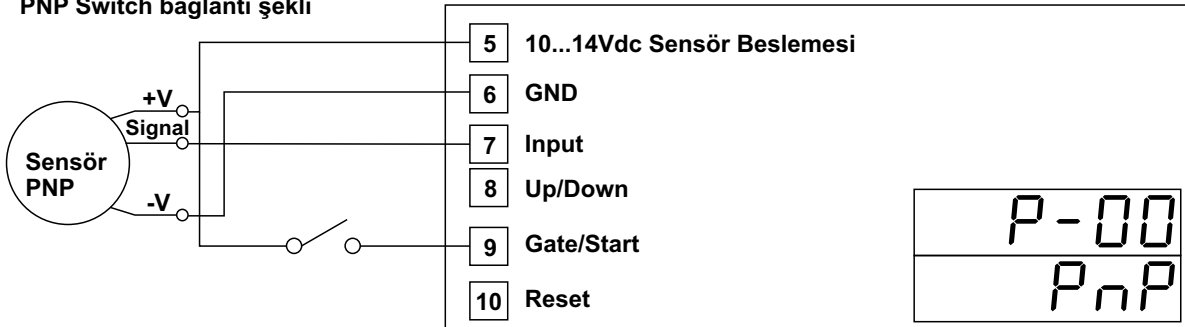 PNP Switch bağlantı şekli
5 10...14Vdc Sensör Beslemesi
6 GND
+V
Signal
7 Input
Sensör
PNP
8 Up/Down
-V
9 Gate/Start
10 Reset
P-00
PnP